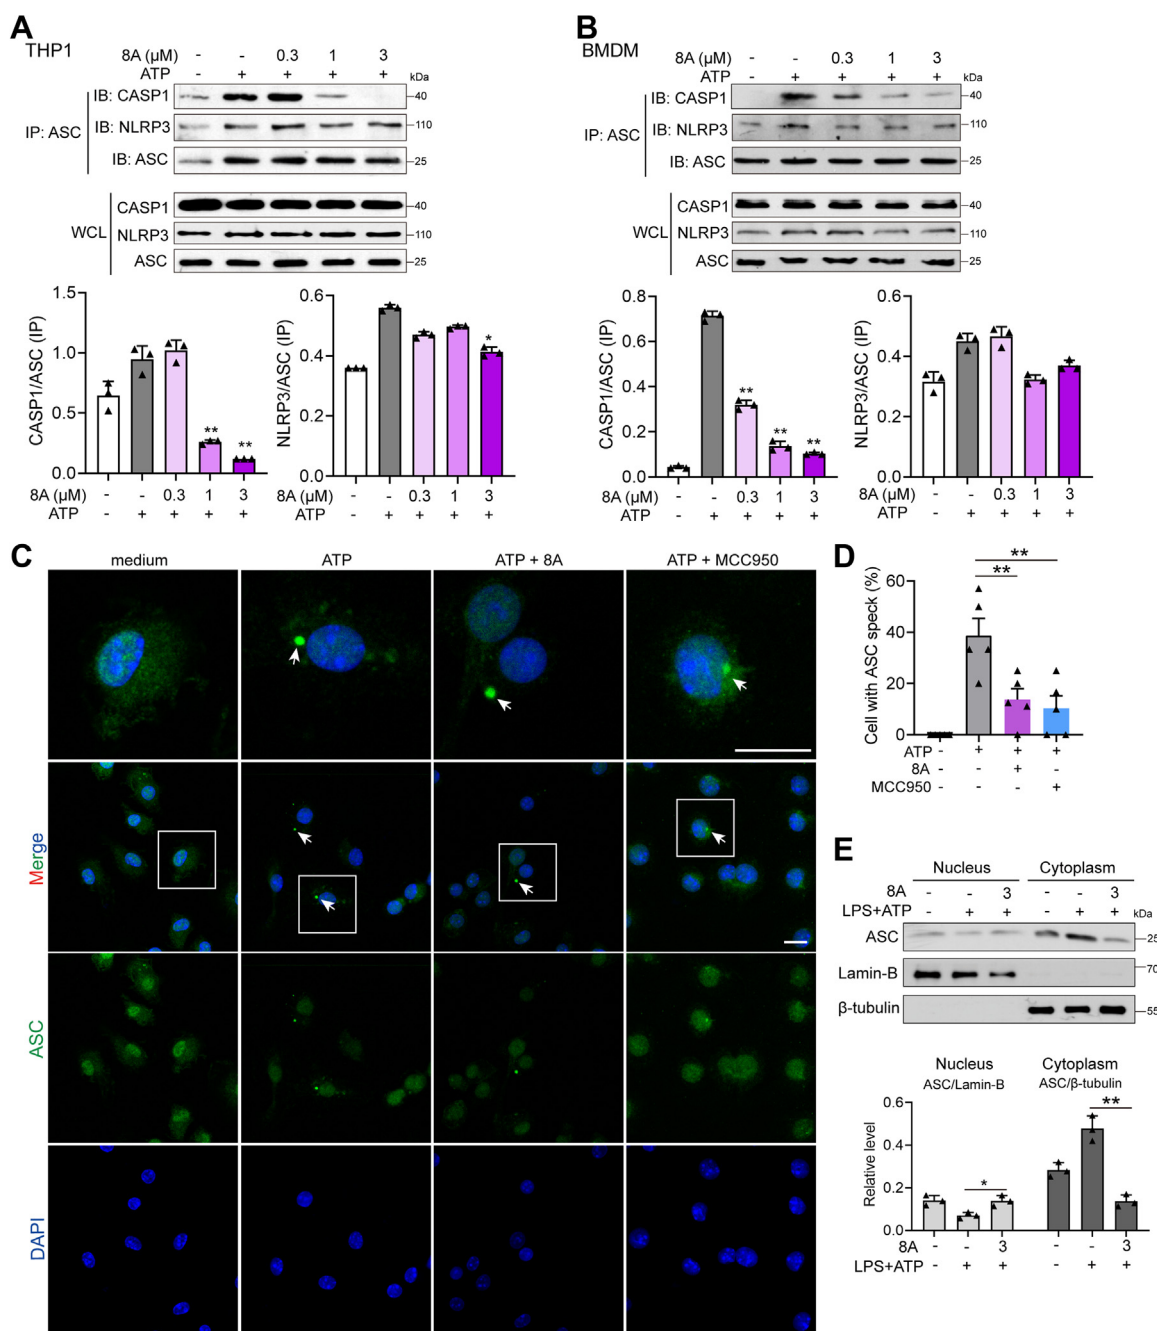 A
THP1
8A (μM) - - 0.3 1 3
ATP - + + + + kDa
IP: ASC
IB: CASP1 40
IB: NLRP3 110
IB: ASC 25
WCL
CASP1 40
NLRP3 110
ASC 25
CASP1/ASC (IP)
1.5
1.0
0.5
0.0
** **
8A (μM) - - 0.3 1 3
ATP - + + + +
NLRP3/ASC (IP)
0.6
0.4
0.2
0.0
*
8A (μM) - - 0.3 1 3
ATP - + + + +
B
BMDM
8A (μM) - - 0.3 1 3
ATP - + + + + kDa
IP: ASC
IB: CASP1 40
IB: NLRP3 110
IB: ASC 25
WCL
CASP1 40
NLRP3 110
ASC 25
CASP1/ASC (IP)
0.8
0.6
0.4
0.2
0.0
** ** **
8A (μM) - - 0.3 1 3
ATP - + + + +
NLRP3/ASC (IP)
0.6
0.4
0.2
0.0
8A (μM) - - 0.3 1 3
ATP - + + + +
C
medium ATP ATP + 8A ATP + MCC950
Merge
ASC
DAPI
D
Cell with ASC speck (%)
60
40
20
0
**
**
ATP - + + +
8A - - + -
MCC950 - - - +
E
Nucleus Cytoplasm
8A - - 3 - - 3
LPS+ATP - + + - + + kDa
ASC 25
Lamin-B 70
β-tubulin 55
Nucleus Cytoplasm
ASC/Lamin-B ASC/β-tubulin
Relative level
0.6
0.4
0.2
0.0
* **
8A - - 3 - - 3
LPS+ATP - + + - + +